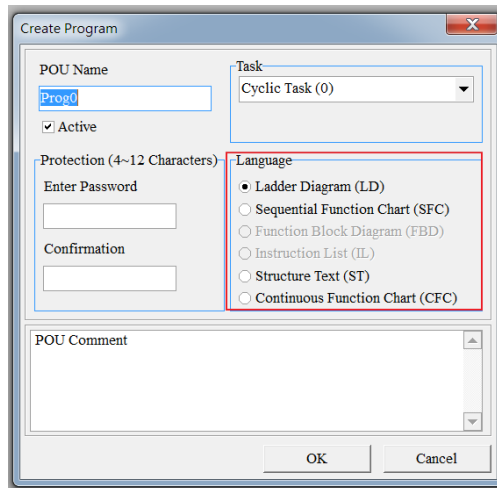 Create Program
POU Name
Prog0
Active
Task
Cyclic Task (0)
Protection (4~12 Characters)
Enter Password
Confirmation
Language
Ladder Diagram (LD)
Sequential Function Chart (SFC)
Function Block Diagram (FBD)
Instruction List (IL)
Structure Text (ST)
Continuous Function Chart (CFC)
POU Comment
OK
Cancel